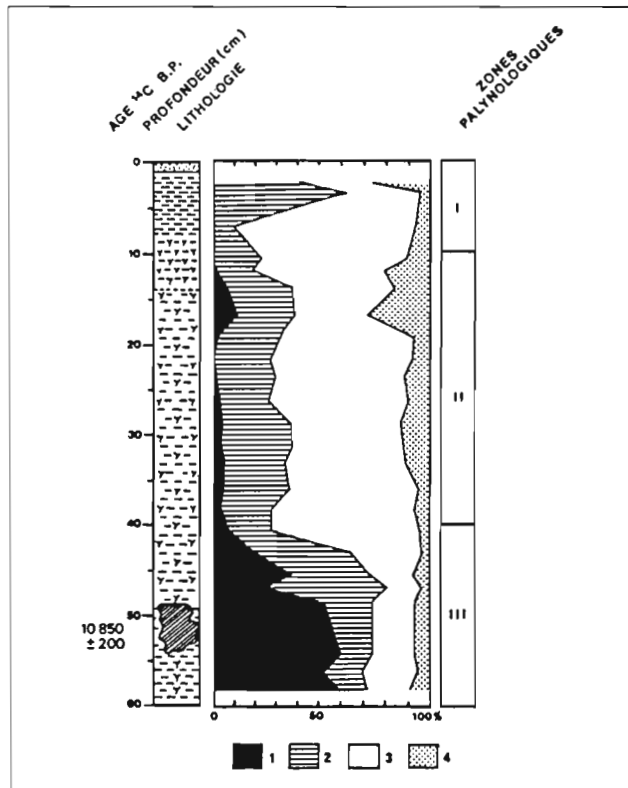 AGE ¹⁴C B.P.
PROFONDEUR (cm)
LITHOLOGIE
ZONES
PALYNOLOGIQUES
0
10
20
30
40
50
60
10 850
± 200
I
II
III
0
50
100%
1
2
3
4